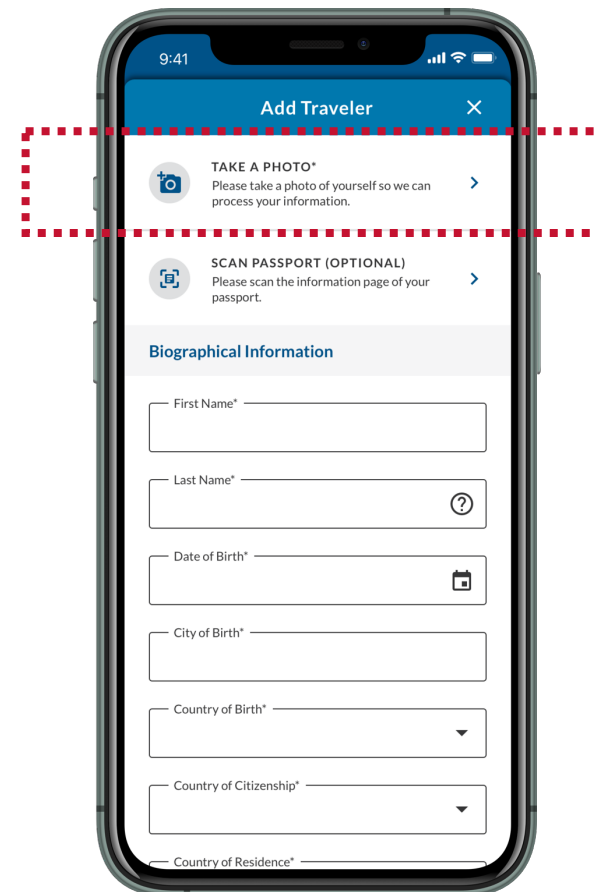 9:41
Add Traveler
TAKE A PHOTO*
Please take a photo of yourself so we can
process your information.
SCAN PASSPORT (OPTIONAL)
Please scan the information page of your
passport.
Biographical Information
First Name*
Last Name*
Date of Birth*
City of Birth*
Country of Birth*
Country of Citizenship*
Country of Residence*